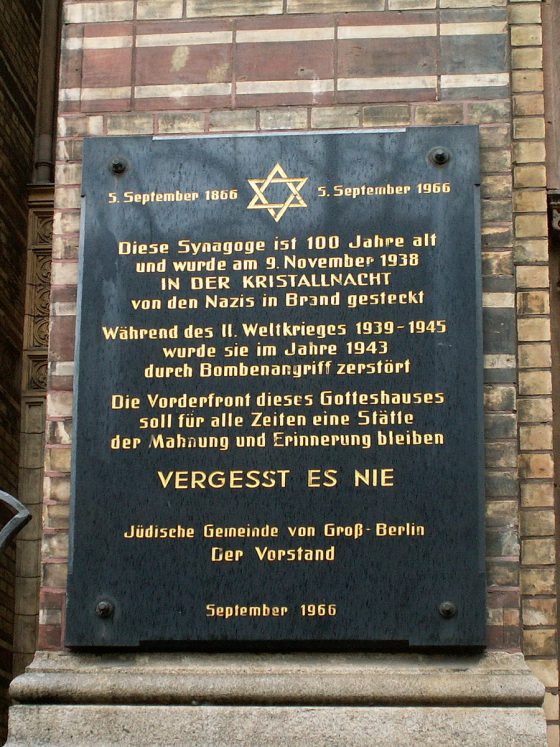 5. September 1866 5. September 1966
Diese Synagoge ist 100 Jahre alt
und wurde am 9. November 1938
IN DER KRISTALLNACHT
von den Nazis in Brand gesteckt
Während des II. Weltkrieges 1939-1945
wurde sie im Jahre 1943
durch Bombenangriff zerstört
Die Vorderfront dieses Gotteshauses
soll für alle Zeiten eine Stätte
der Mahnung und Erinnerung bleiben
VERGESST ES NIE
Jüdische Gemeinde von Groß-Berlin
Der Vorstand
September 1966